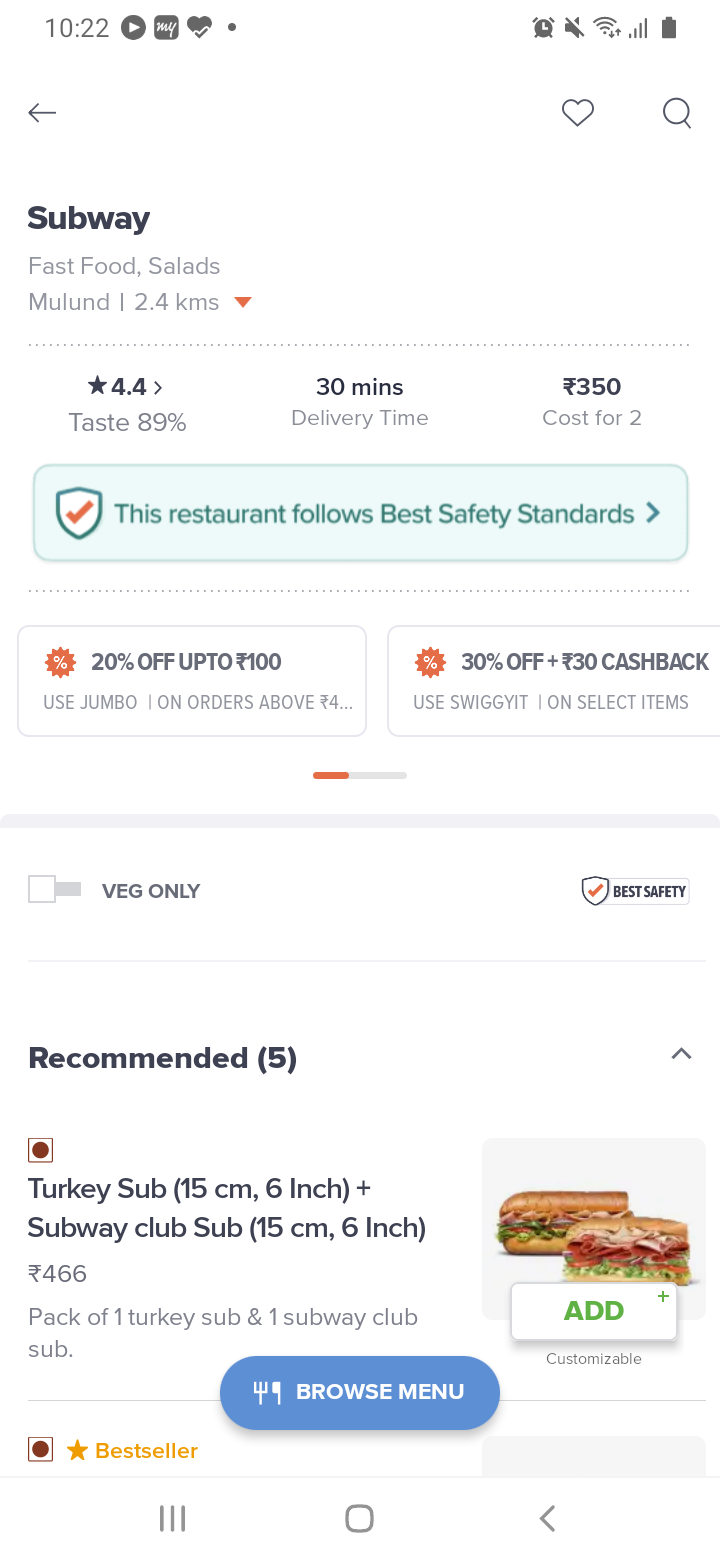 10:22
Subway
Fast Food, Salads
Mulund | 2.4 kms
★ 4.4 >
Taste 89%
30 mins
Delivery Time
₹350
Cost for 2
This restaurant follows Best Safety Standards >
20% OFF UPTO ₹100
USE JUMBO | ON ORDERS ABOVE ₹4...
30% OFF + ₹30 CASHBACK
USE SWIGGYIT | ON SELECT ITEMS
VEG ONLY
BEST SAFETY
Recommended (5)
Turkey Sub (15 cm, 6 Inch) +
Subway club Sub (15 cm, 6 Inch)
₹466
Pack of 1 turkey sub & 1 subway club
sub.
ADD +
Customizable
BROWSE MENU
★ Bestseller